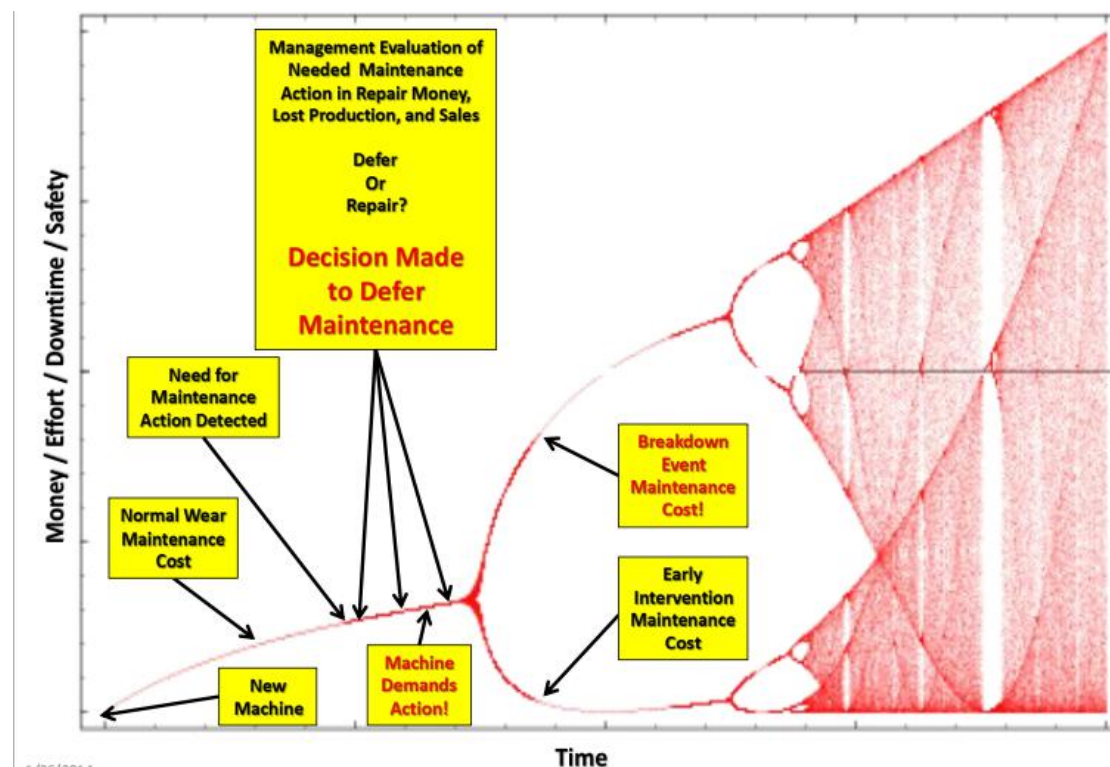 Management Evaluation of
Needed Maintenance
Action in Repair Money,
Lost Production, and Sales
Defer
Or
Repair?
Decision Made
to Defer
Maintenance
Need for
Maintenance
Action Detected
Normal Wear
Maintenance
Cost
New
Machine
Machine
Demands
Action!
Breakdown
Event
Maintenance
Cost!
Early
Intervention
Maintenance
Cost
Money / Effort / Downtime / Safety
Time